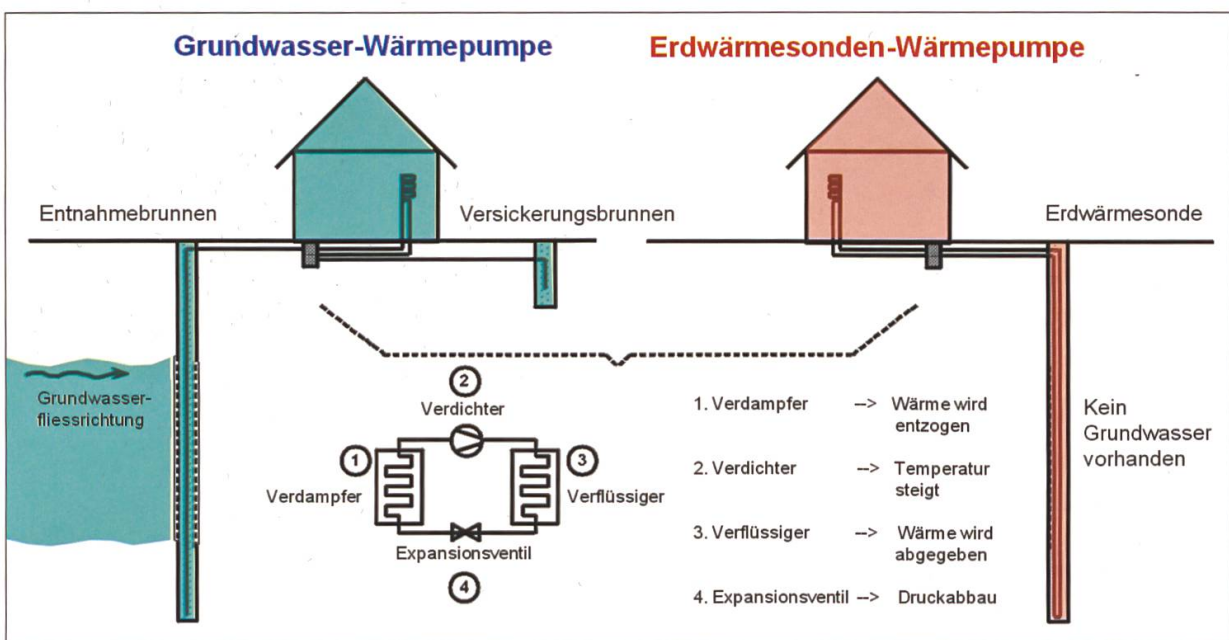 Grundwasser-Wärmepumpe
Erdwärmesonden-Wärmepumpe
Entnahmebrunnen
Versickerungsbrunnen
Erdwärmesonde
Grundwasser-
fliessrichtung
2
Verdichter
1
Verdampfer
3
Verflüssiger
Expansionsventil
4
1. Verdampfer --> Wärme wird
entzogen
2. Verdichter --> Temperatur
steigt
3. Verflüssiger --> Wärme wird
abgegeben
4. Expansionsventil --> Druckabbau
Kein
Grundwasser
vorhanden